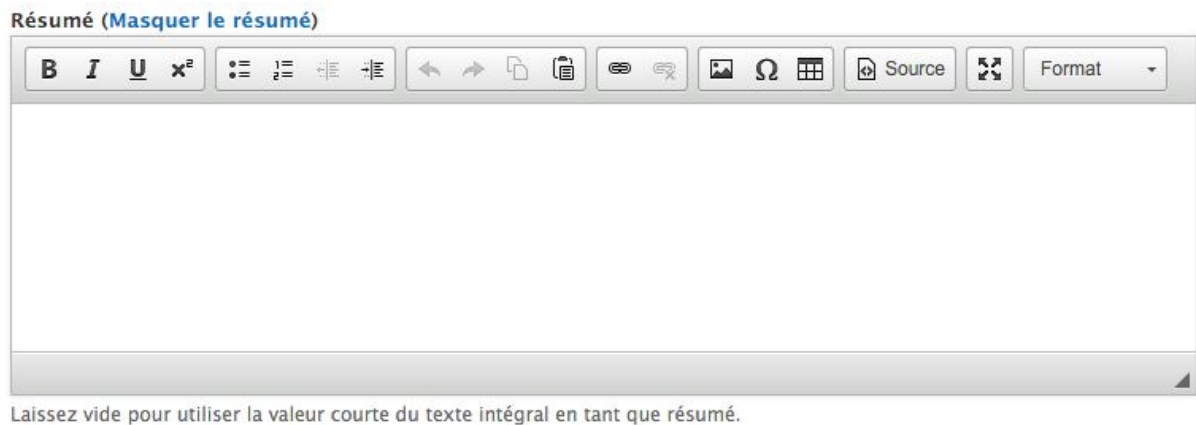 Résumé (Masquer le résumé)
B I U x² Ω Source Format
Laissez vide pour utiliser la valeur courte du texte intégral en tant que résumé.